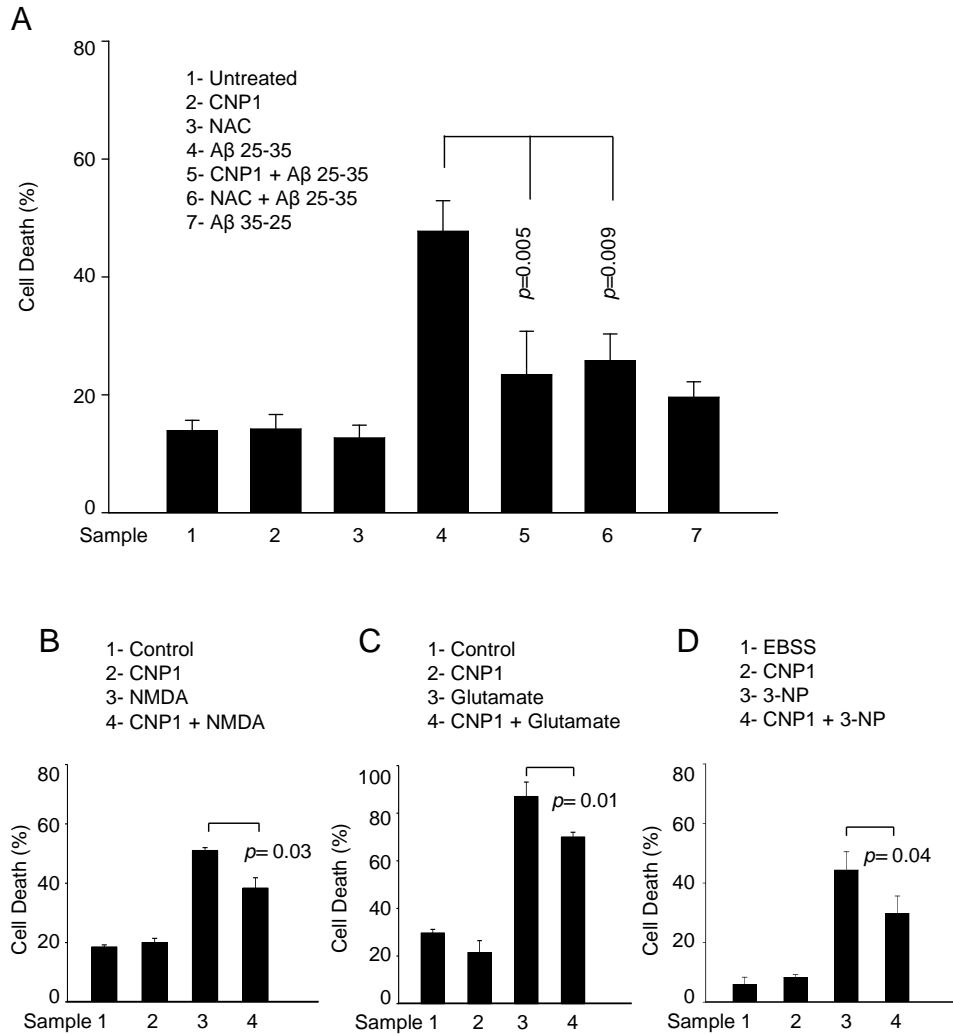 A
80
60
40
20
0
Cell Death (%)
1- Untreated
2- CNP1
3- NAC
4- Aβ 25-35
5- CNP1 + Aβ 25-35
6- NAC + Aβ 25-35
7- Aβ 35-25
p=0.005
p=0.009
Sample 1 2 3 4 5 6 7
B
1- Control
2- CNP1
3- NMDA
4- CNP1 + NMDA
80
60
40
20
0
Cell Death (%)
p= 0.03
Sample 1 2 3 4
C
1- Control
2- CNP1
3- Glutamate
4- CNP1 + Glutamate
100
80
60
40
20
0
Cell Death (%)
p= 0.01
Sample 1 2 3 4
D
1- EBSS
2- CNP1
3- 3-NP
4- CNP1 + 3-NP
80
60
40
20
0
Cell Death (%)
p= 0.04
Sample 1 2 3 4